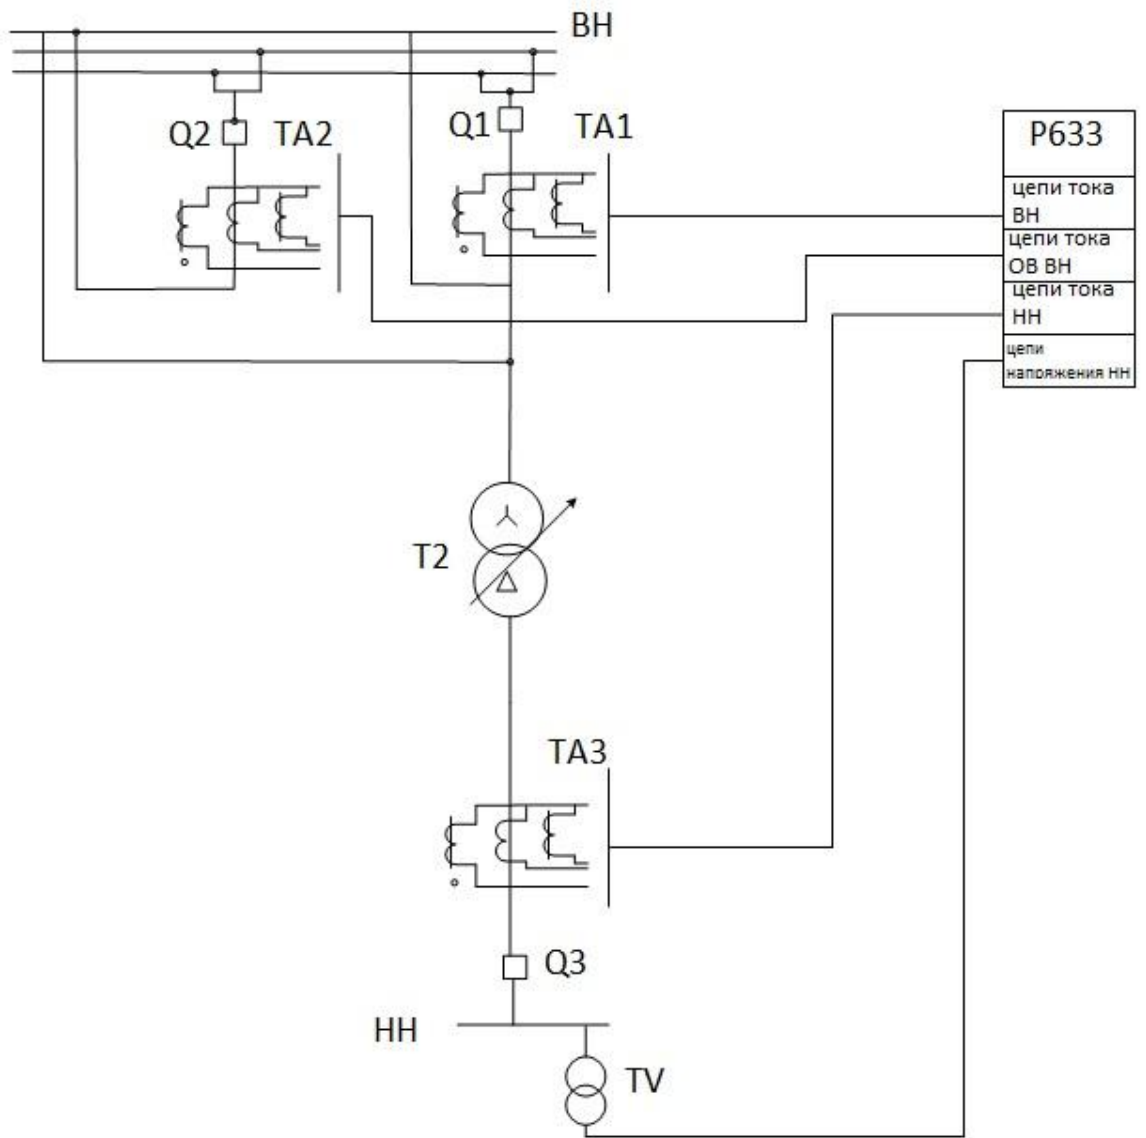 ВН
Q2
TA2
Q1
TA1
P633
цепи тока
ВН
цепи тока
ОВ ВН
цепи тока
НН
цепи
напряжения НН
T2
TA3
Q3
НН
TV